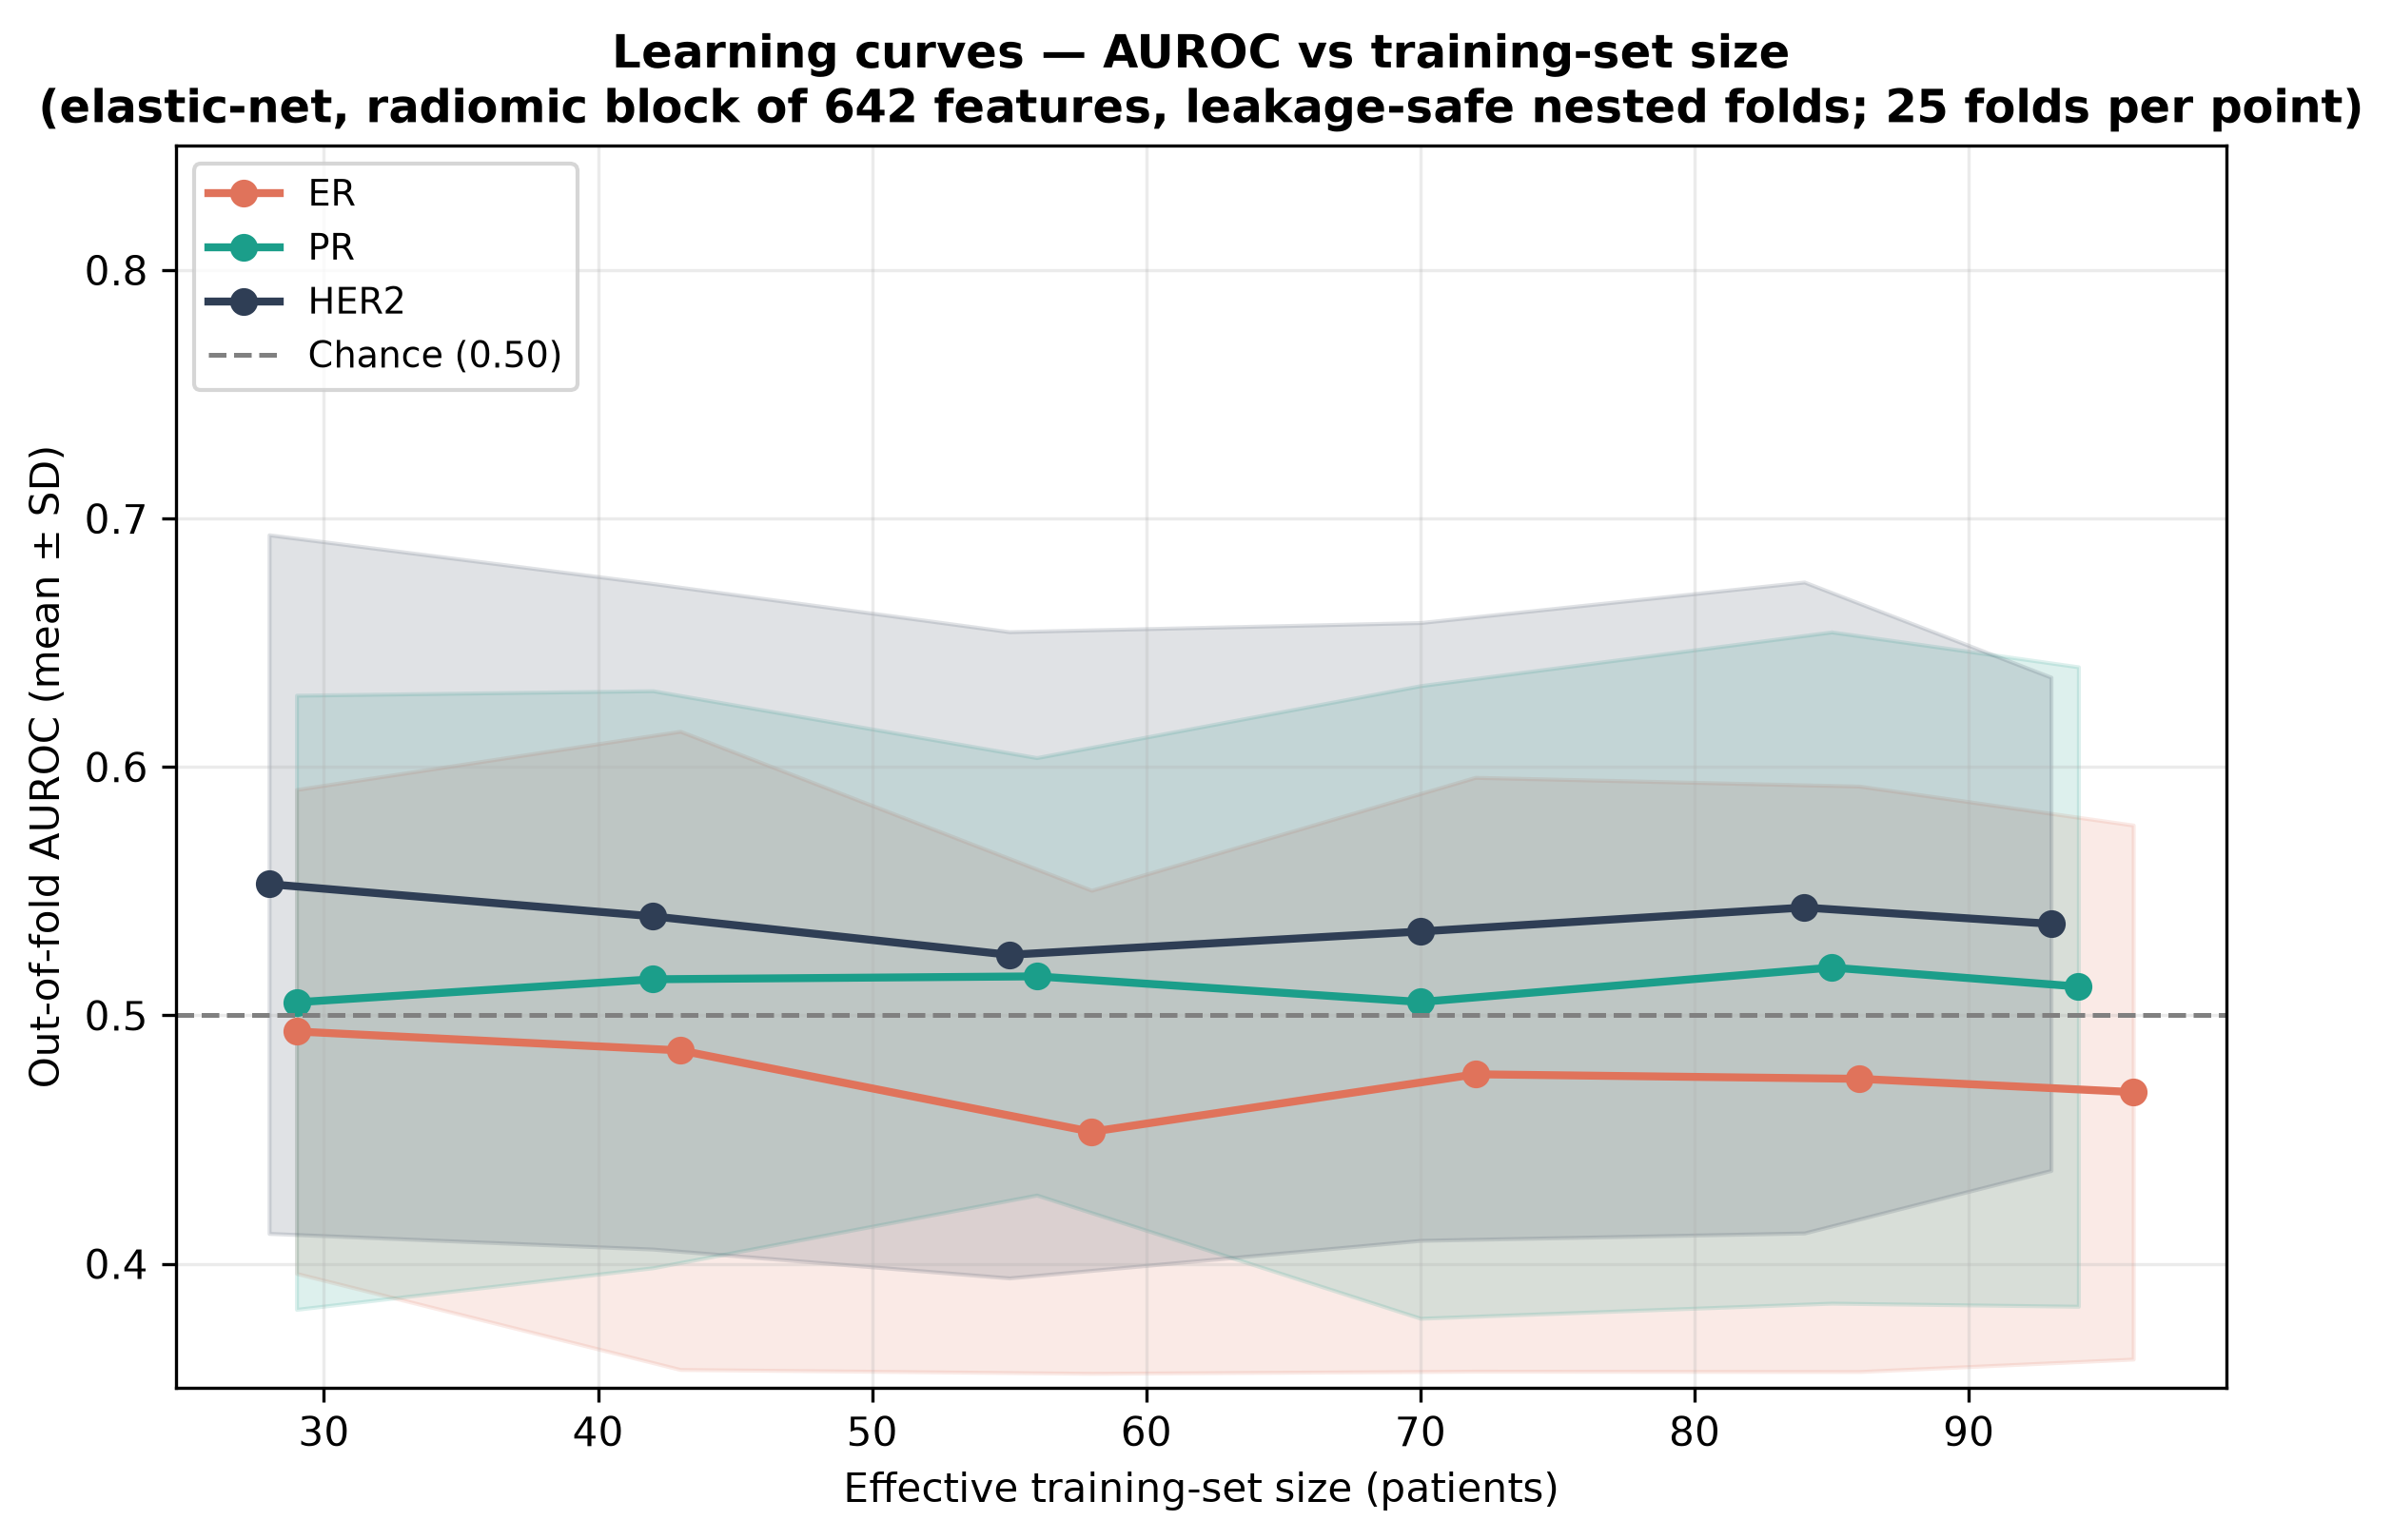 Learning curves — AUROC vs training-set size
(elastic-net, radiomic block of 642 features, leakage-safe nested folds; 25 folds per point)
ER
PR
HER2
Chance (0.50)
Out-of-fold AUROC (mean ± SD)
0.8
0.7
0.6
0.5
0.4
30 40 50 60 70 80 90
Effective training-set size (patients)